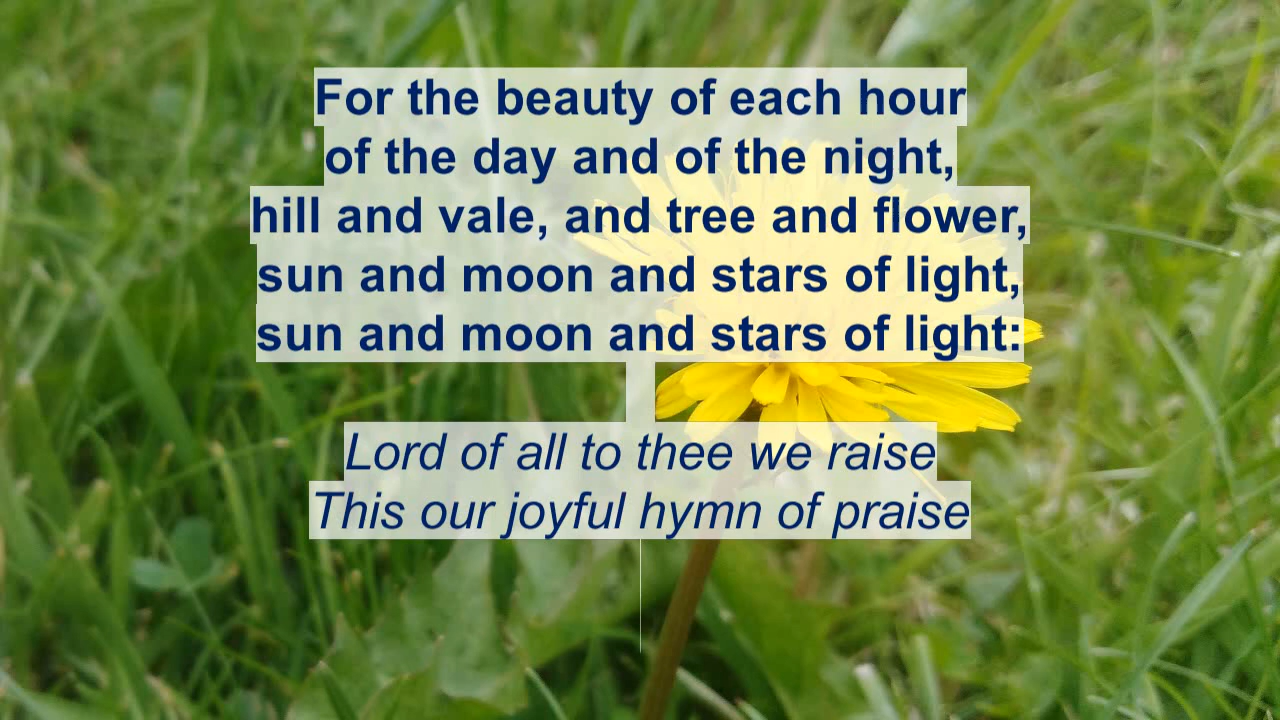 For the beauty of each hour
of the day and of the night,
hill and vale, and tree and flower,
sun and moon and stars of light,
sun and moon and stars of light:
Lord of all to thee we raise
This our joyful hymn of praise